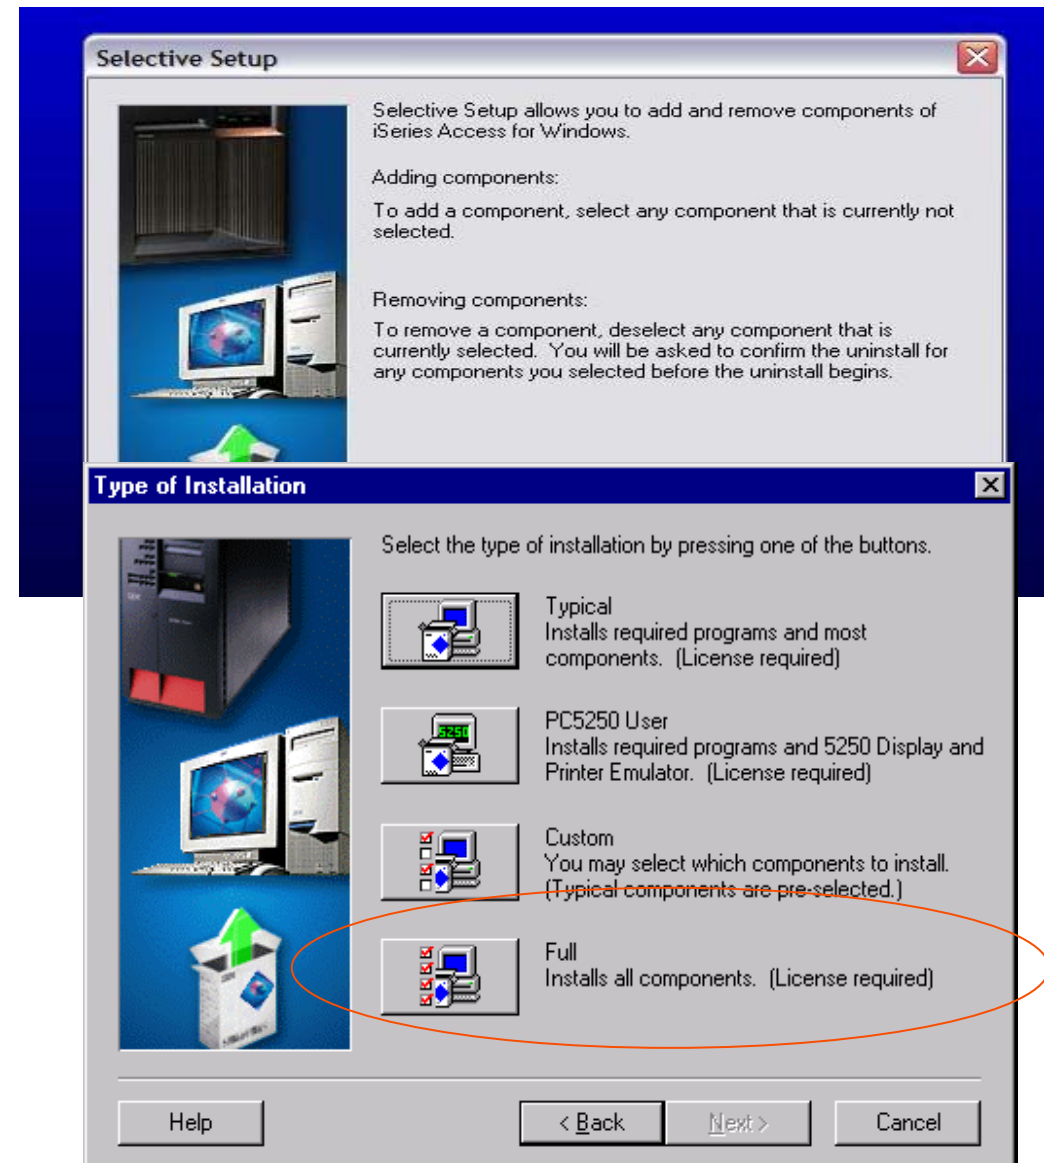 Selective Setup
Selective Setup allows you to add and remove components of
iSeries Access for Windows.
Adding components:
To add a component, select any component that is currently not
selected.
Removing components:
To remove a component, deselect any component that is
currently selected.  You will be asked to confirm the uninstall for
any components you selected before the uninstall begins.
Type of Installation
Select the type of installation by pressing one of the buttons.
Typical
Installs required programs and most
components.  (License required)
5250
PC5250 User
Installs required programs and 5250 Display and
Printer Emulator.  (License required)
Custom
You may select which components to install.
(Typical components are pre-selected.)
Full
Installs all components.  (License required)
Help
< Back
Next >
Cancel